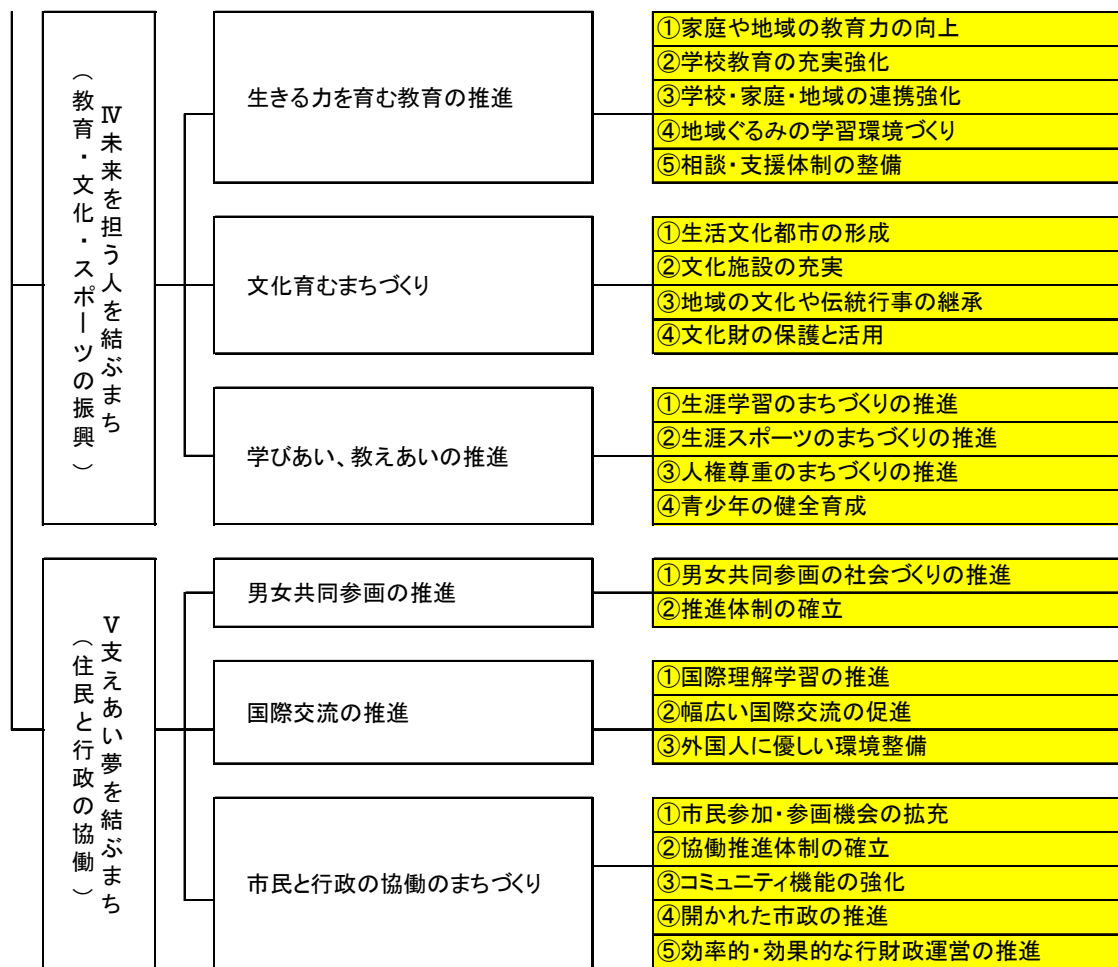 Ⅳ未来を担う人を結ぶまち
（教育・文化・スポーツの振興）
生きる力を育む教育の推進
①家庭や地域の教育力の向上
②学校教育の充実強化
③学校・家庭・地域の連携強化
④地域ぐるみの学習環境づくり
⑤相談・支援体制の整備
文化育むまちづくり
①生活文化都市の形成
②文化施設の充実
③地域の文化や伝統行事の継承
④文化財の保護と活用
学びあい、教えあいの推進
①生涯学習のまちづくりの推進
②生涯スポーツのまちづくりの推進
③人権尊重のまちづくりの推進
④青少年の健全育成
Ⅴ支えあい夢を結ぶまち
（住民と行政の協働）
男女共同参画の推進
①男女共同参画の社会づくりの推進
②推進体制の確立
国際交流の推進
①国際理解学習の推進
②幅広い国際交流の促進
③外国人に優しい環境整備
市民と行政の協働のまちづくり
①市民参加・参画機会の拡充
②協働推進体制の確立
③コミュニティ機能の強化
④開かれた市政の推進
⑤効率的・効果的な行財政運営の推進